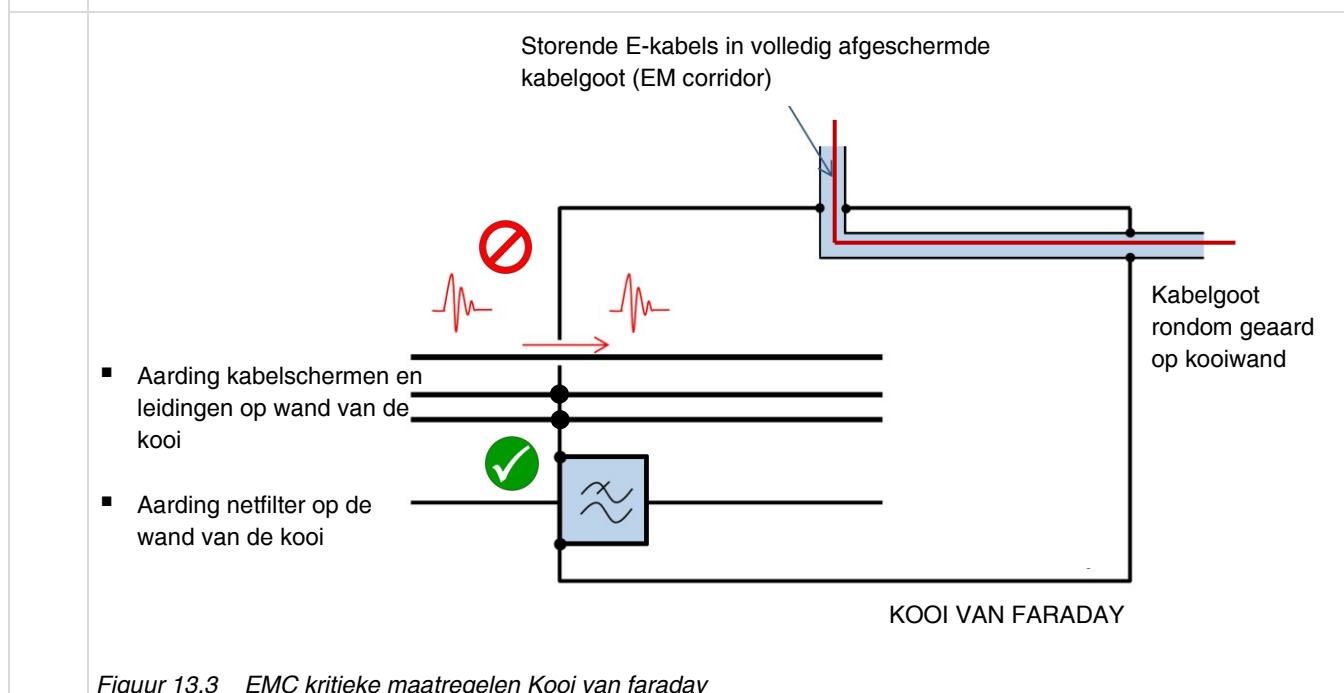 Storende E-kabels in volledig afgeschermde
kabelgoot (EM corridor)
Kabelgoot
rondom geaard
op kooiwand
▪ Aarding kabelschermen en
leidingen op wand van de
kooi
▪ Aarding netfilter op de
wand van de kooi
KOOI VAN FARADAY
Figuur 13.3 EMC kritieke maatregelen Kooi van faraday